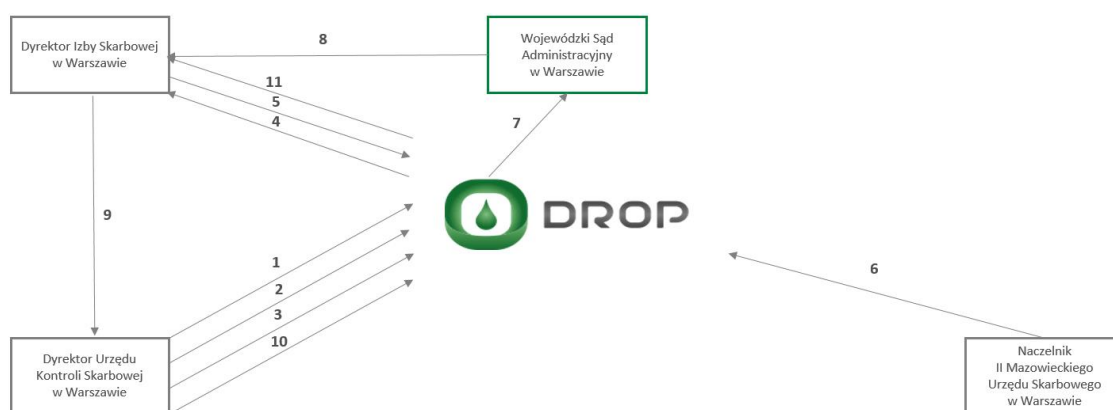 Dyrektor Izby Skarbowej
w Warszawie
8
Wojewódzki Sąd
Administracyjny
w Warszawie
11
5
4
7
9
DROP
1
2
3
10
6
Dyrektor Urzędu
Kontroli Skarbowej
w Warszawie
Naczelnik
II Mazowieckiego
Urzędu Skarbowego
w Warszawie